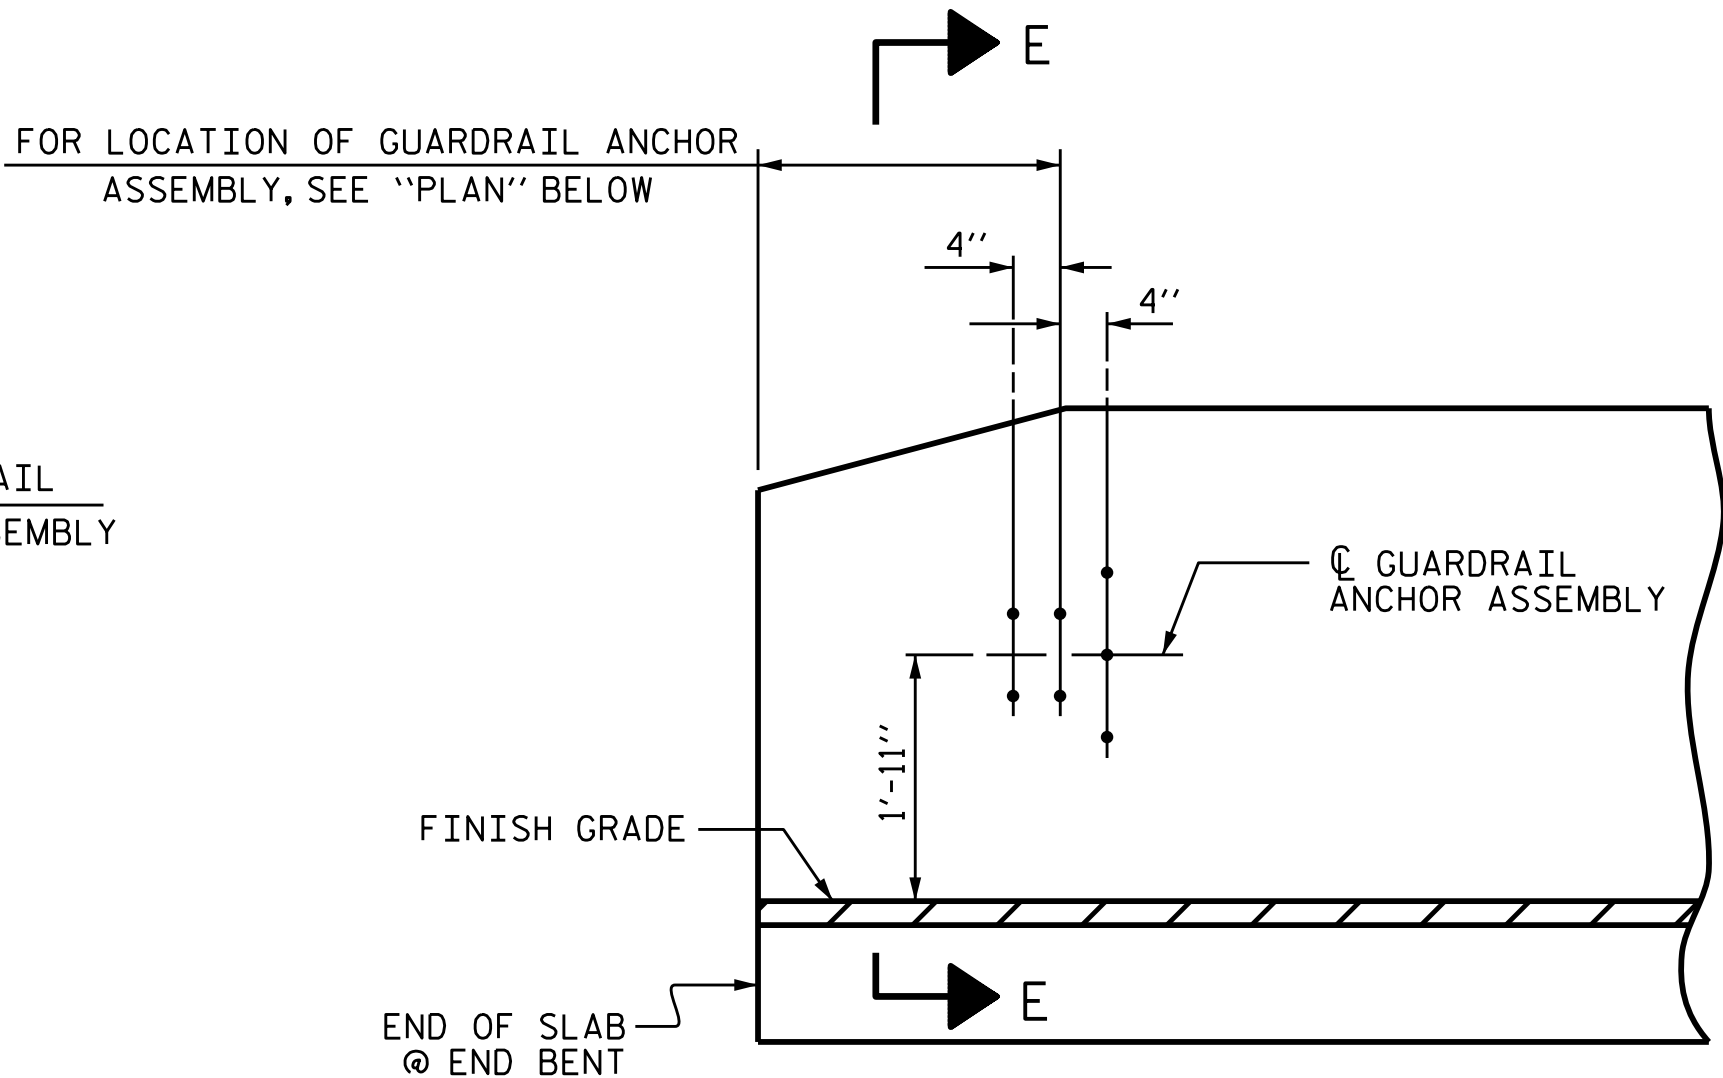 E
FOR LOCATION OF GUARDRAIL ANCHOR
ASSEMBLY, SEE "PLAN" BELOW
4"
4"
AIL
EMBLY
℄ GUARDRAIL
ANCHOR ASSEMBLY
1'-11"
FINISH GRADE
E
END OF SLAB
@ END BENT